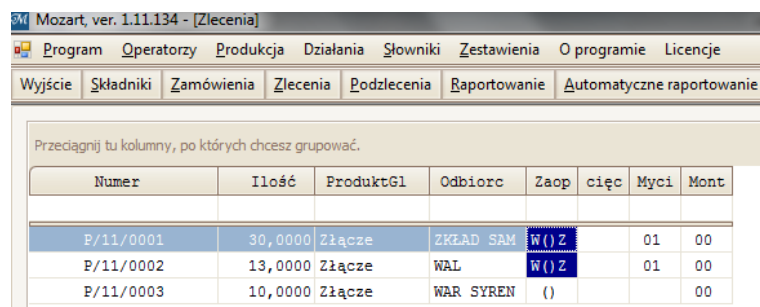 Mozart, ver. 1.11.134 - [Zlecenia]
Program Operatorzy Produkcja Działania Słowniki Zestawienia O programie Licencje
Wyjście Składniki Zamówienia Zlecenia Podzlecenia Raportowanie Automatyczne raportowanie
Przeciągnij tu kolumny, po których chcesz grupować.
Numer Ilość ProduktGl Odbiorc Zaop cięc Myci Mont
P/11/0001 30,0000 Złącze ZKŁAD SAM W()Z 01 00
P/11/0002 13,0000 Złącze WAL W()Z 01 00
P/11/0003 10,0000 Złącze WAR SYREN () 00